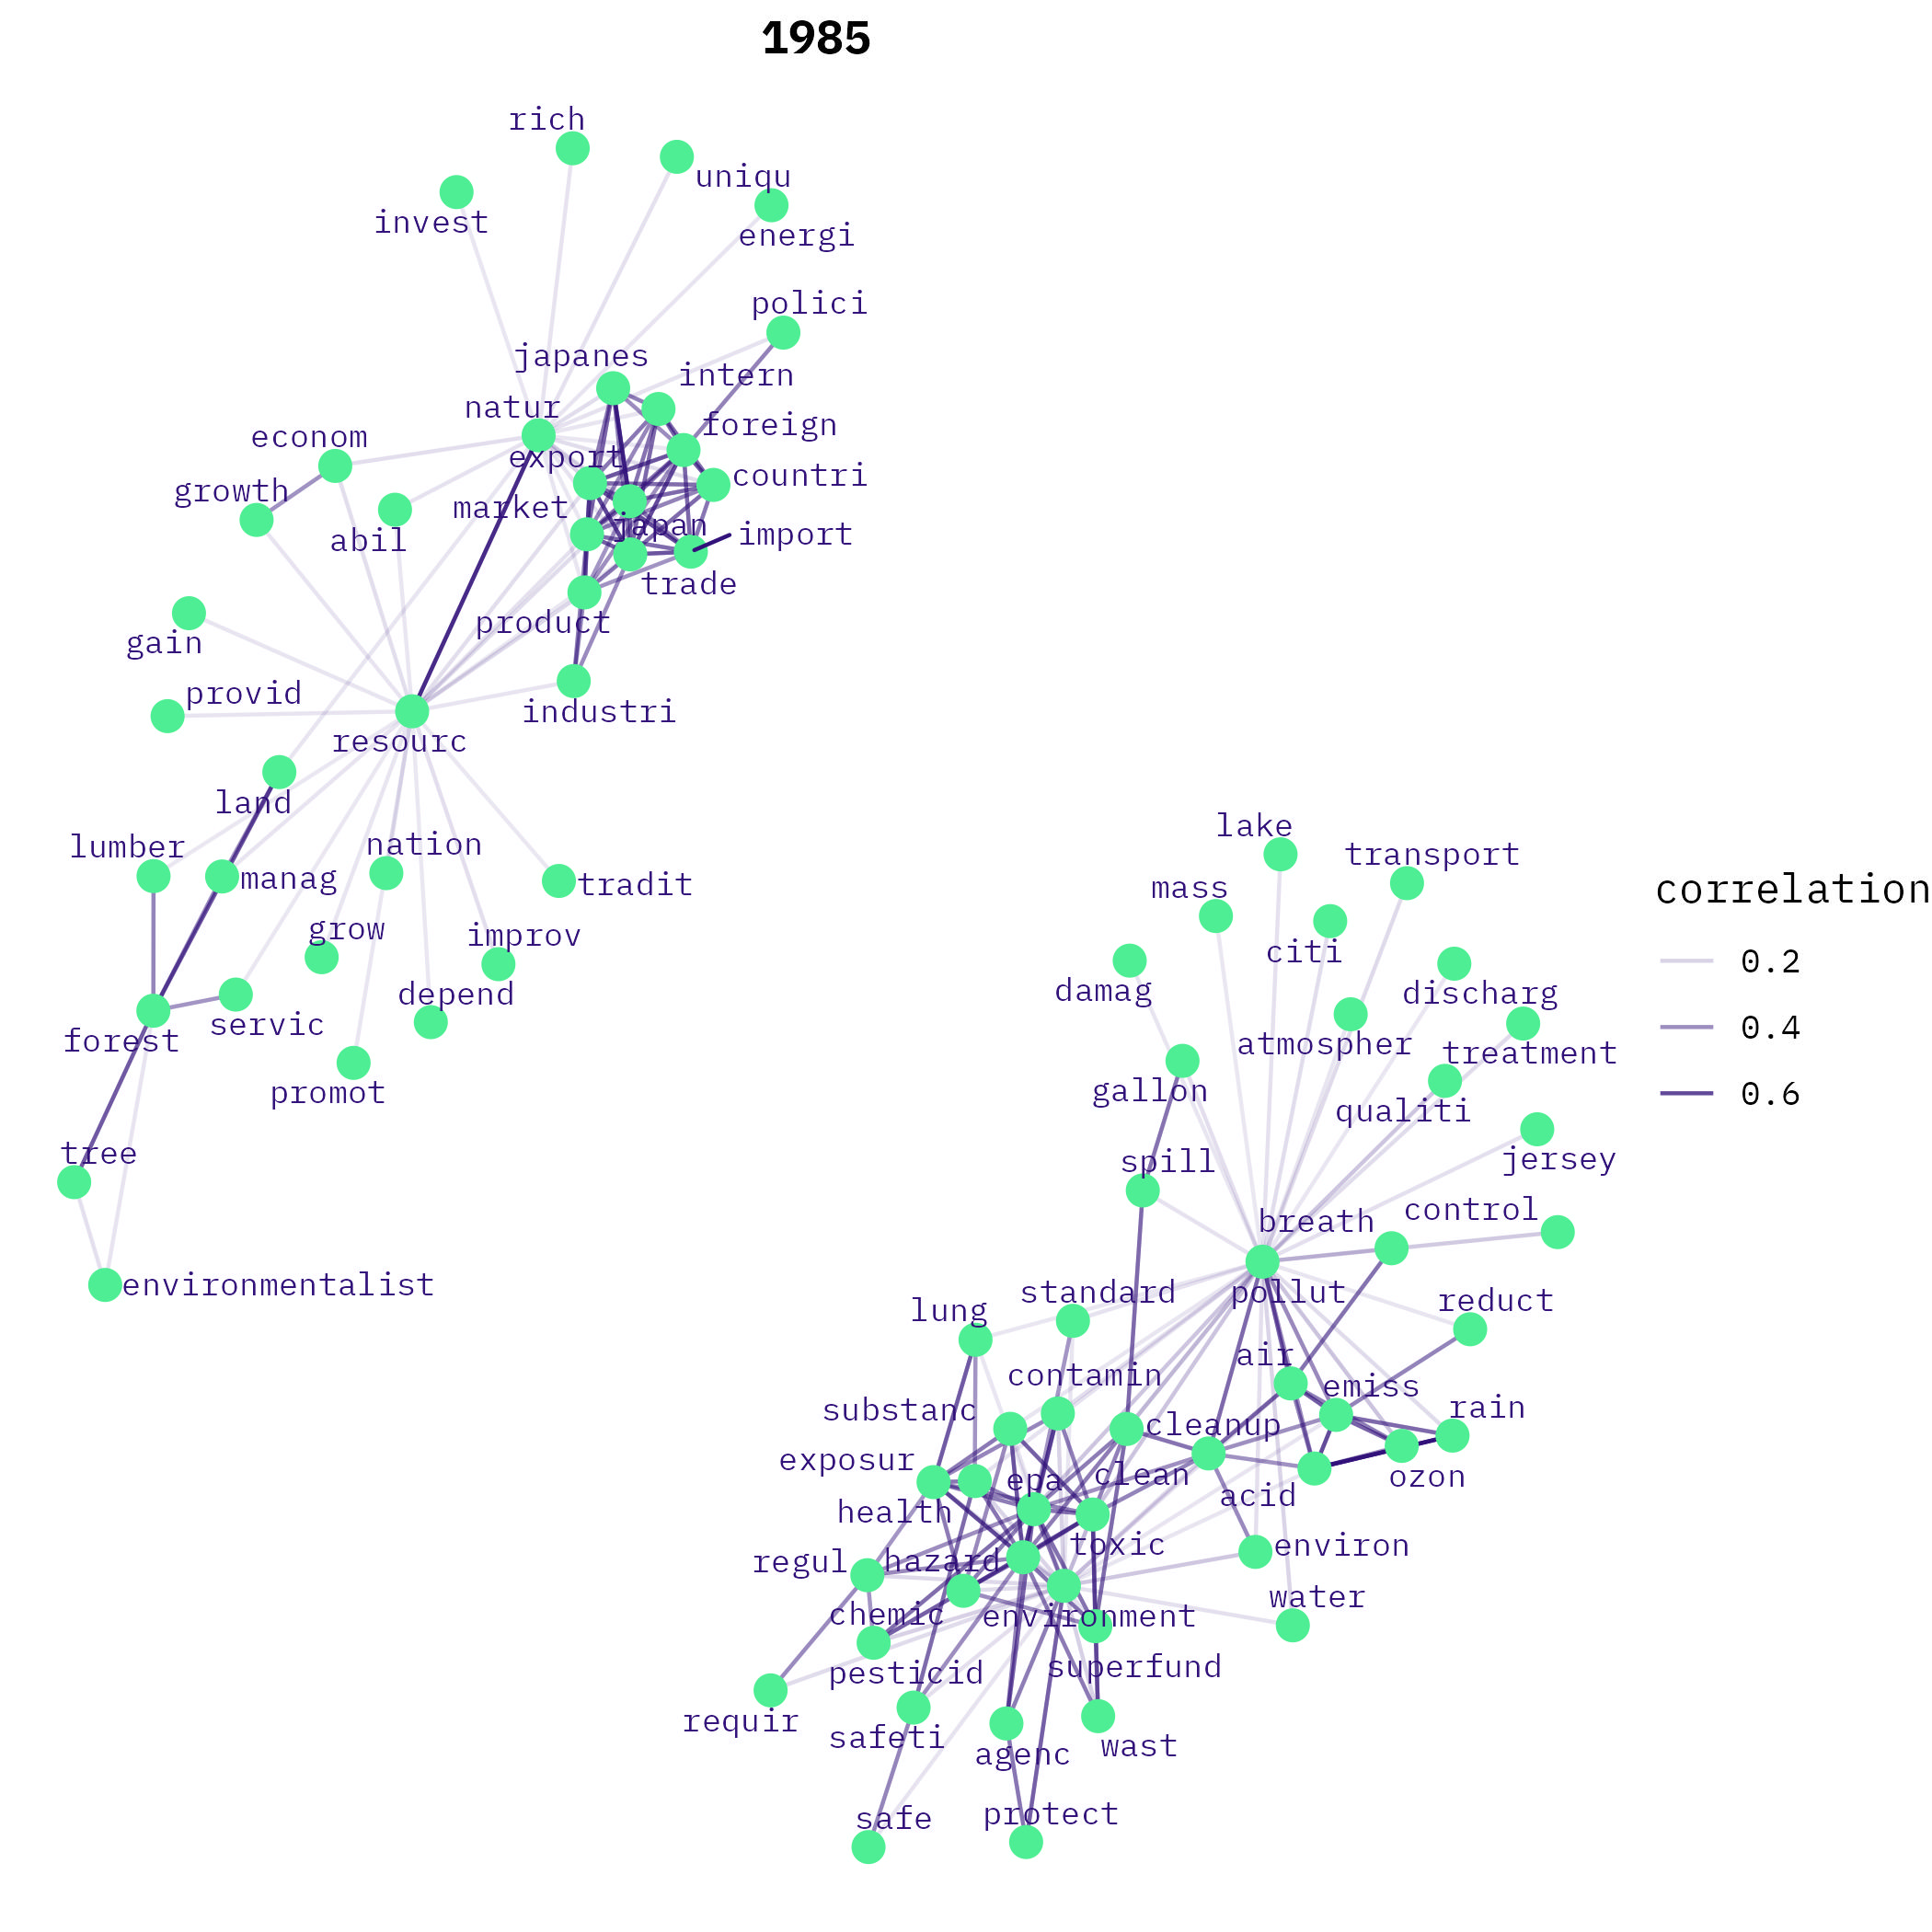 1985
rich
uniqu
invest
energi
polici
japanes
intern
natur
foreign
econom
export
countri
growth
market
japan
import
abil
trade
product
gain
provid
industri
resourc
land
lumber
nation
manag
tradit
grow
improv
depend
servic
forest
promot
tree
environmentalist
lake
transport
mass
citi
damag
discharg
atmospher
treatment
gallon
qualiti
spill
jersey
control
breath
standard
pollut
reduct
lung
air
contamin
emiss
substanc
rain
cleanup
exposur
epa
clean
ozon
acid
health
toxic
environ
regul
hazard
water
chemic
environment
pesticid
superfund
requir
safeti
agenc
wast
safe
protect
correlation
0.2
0.4
0.6